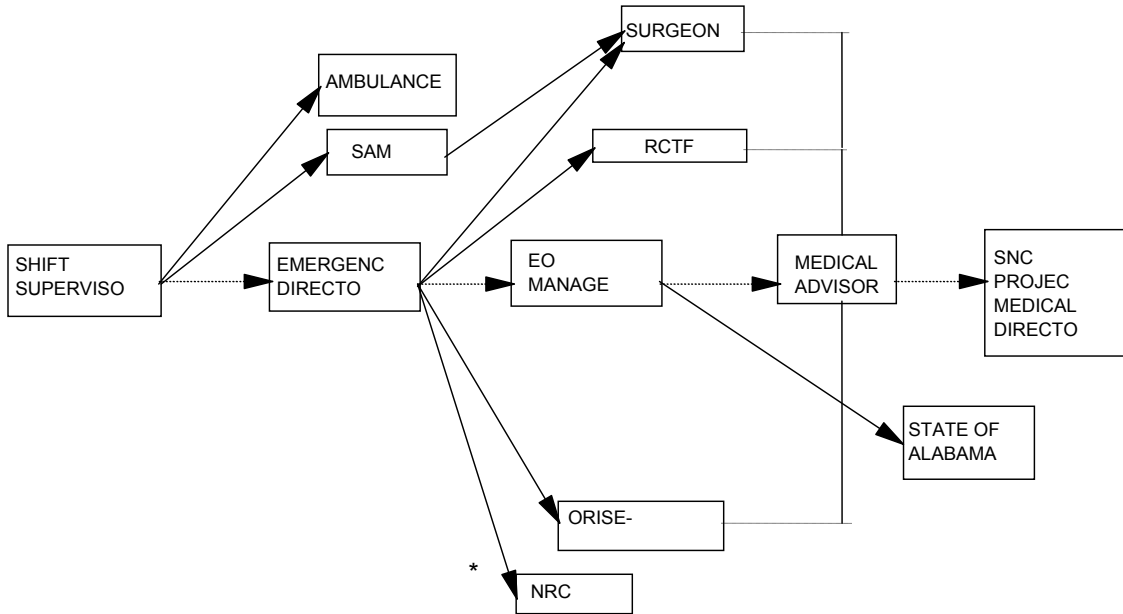 SURGEON
AMBULANCE
SAM
RCTF
SHIFT
SUPERVISO
EMERGENC
DIRECTO
EO
MANAGE
MEDICAL
ADVISOR
SNC
PROJEC
MEDICAL
DIRECTO
STATE OF
ALABAMA
ORISE-
*
NRC